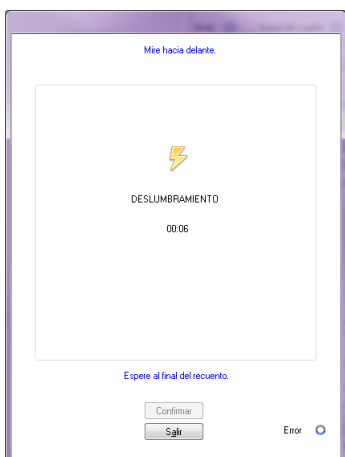 Mire hacia delante.
DESLUMBRAMIENTO
00:06
Espere al final del recuento.
Confirmar
Salir
Error